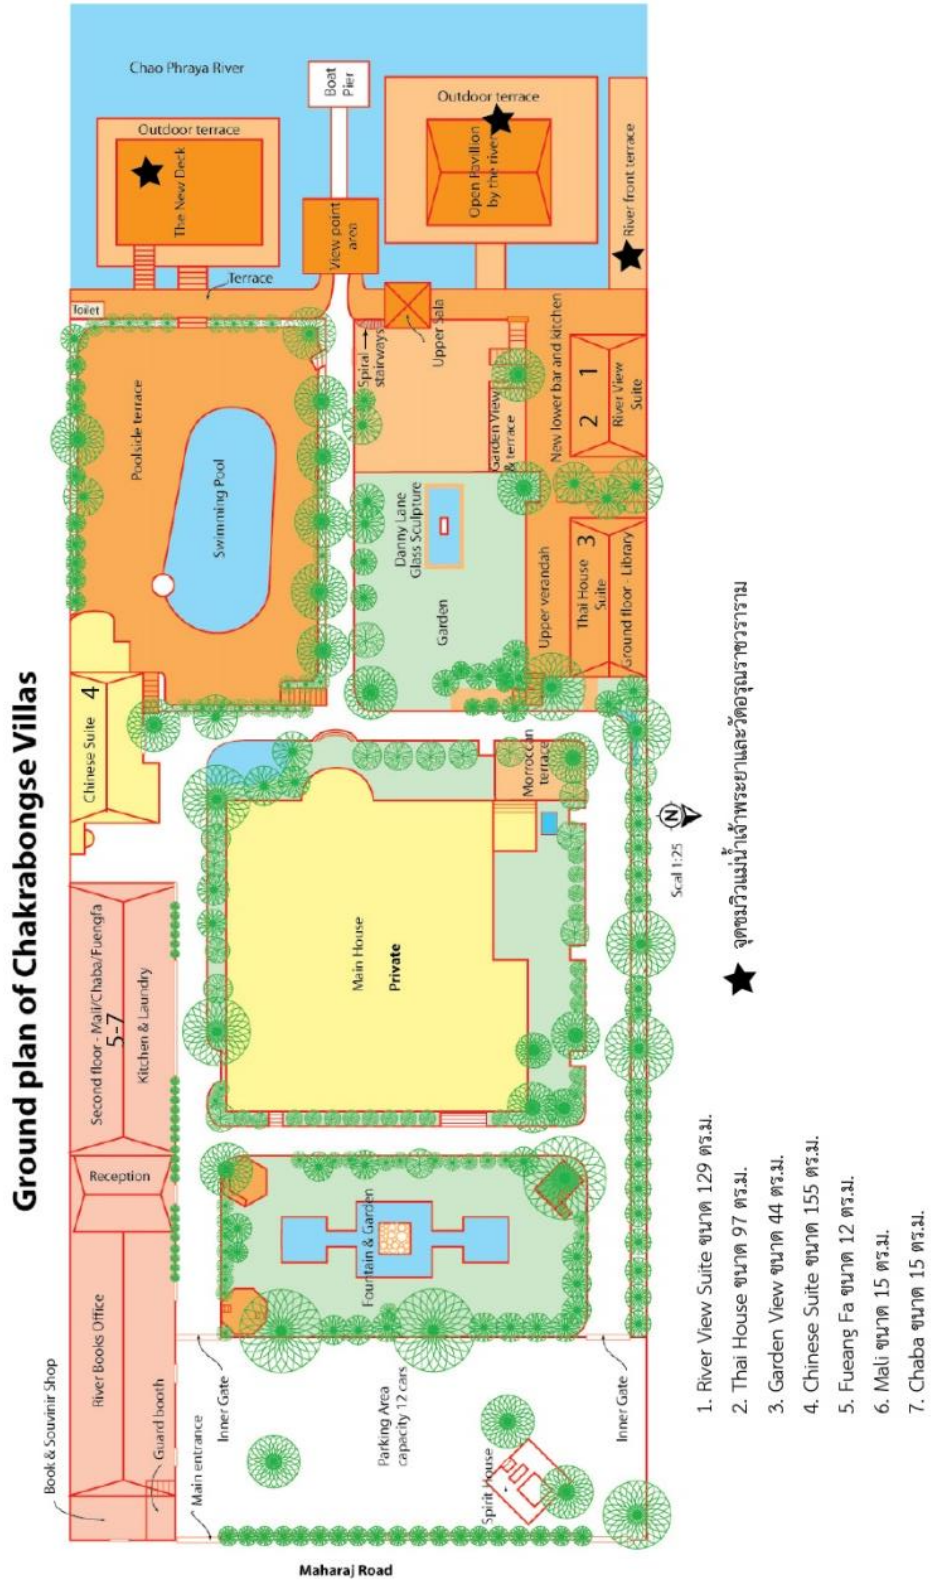 Ground plan of Chakrabongse Villas
Chao Phraya River
Boat
Pier
Outdoor terrace
The New Deck
Outdoor terrace
Open Pavillion
by the river
River front terrace
View point
area
Terrace
Toilet
Upper Sala
Spiral
stairways
Poolside terrace
Swimming Pool
Garden View
& terrace
New lower bar and kitchen
2 1
River View
Suite
Danny Lane
Glass Sculpture
Garden
Upper verandah
Thai House
Suite
3
Ground floor - Library
Chinese Suite 4
Morroccan
terrace
Main House
Private
Second floor - Mali/Chaba/Fuengfa
5-7
Kitchen & Laundry
Reception
Fountain & Garden
River Books Office
Book & Souvinir Shop
Guard booth
Main entrance
Inner Gate
Parking Area
capacity 12 cars
Inner Gate
Spirit House
Maharaj Road
N
Scal 1:25
★ จุดชมวิวแม่น้ำเจ้าพระยาและวัดอรุณราชวราราม
1. River View Suite ขนาด 129 ตร.ม.
2. Thai House ขนาด 97 ตร.ม.
3. Garden View ขนาด 44 ตร.ม.
4. Chinese Suite ขนาด 155 ตร.ม.
5. Fueang Fa ขนาด 12 ตร.ม.
6. Mali ขนาด 15 ตร.ม.
7. Chaba ขนาด 15 ตร.ม.